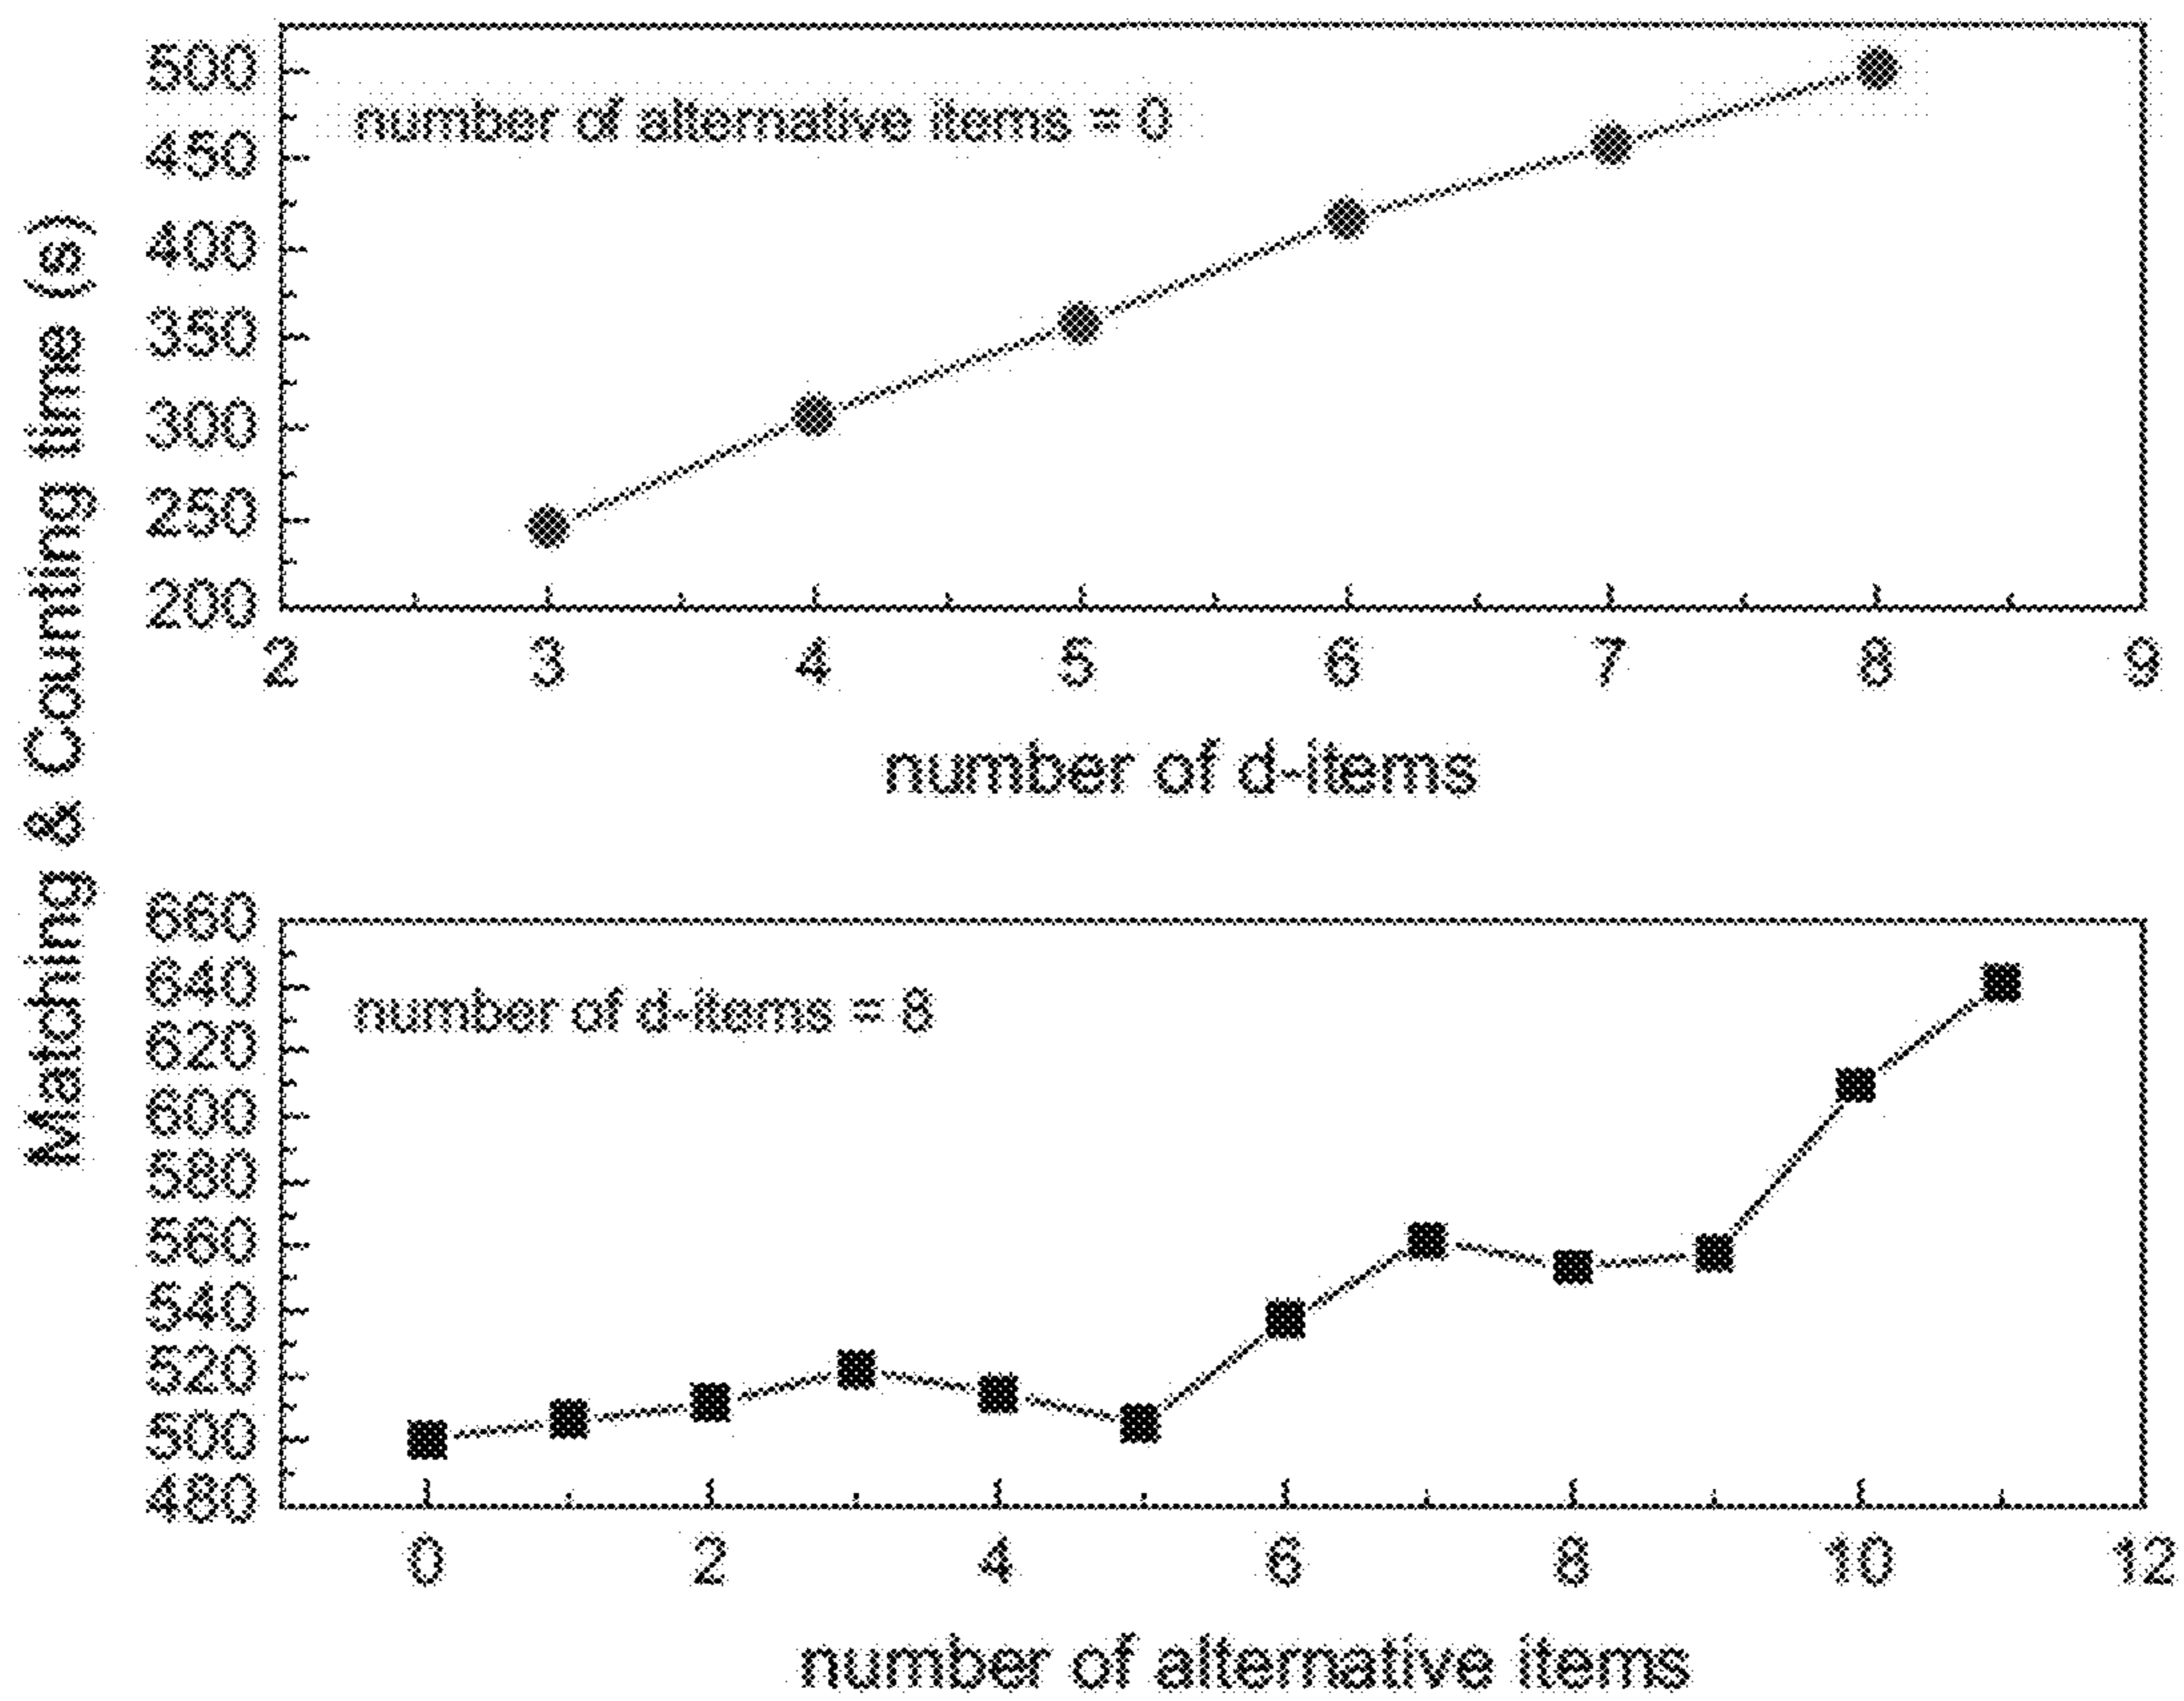 Matching & Counting time (s)
500
450
400
350
300
250
200
number of alternative items = 0
2 3 4 5 6 7 8 9
number of d-items
660
640
620
600
580
560
540
520
500
480
number of d-items = 8
0 2 4 6 8 10 12
number of alternative items